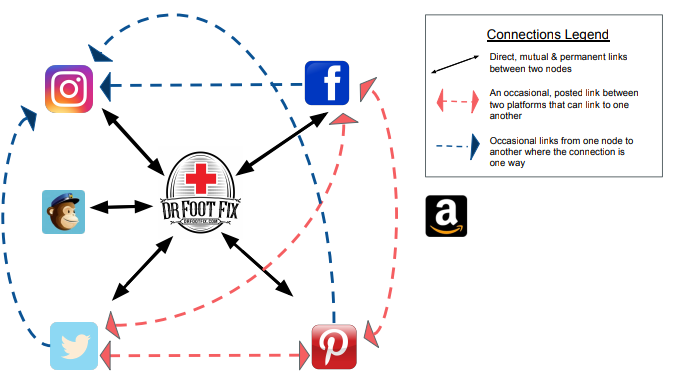 Connections Legend
Direct, mutual & permanent links
between two nodes
An occasional, posted link between
two platforms that can link to one
another
Occasional links from one node to
another where the connection is
one way
DR FOOT FIX
DRFOOTFIX.COM